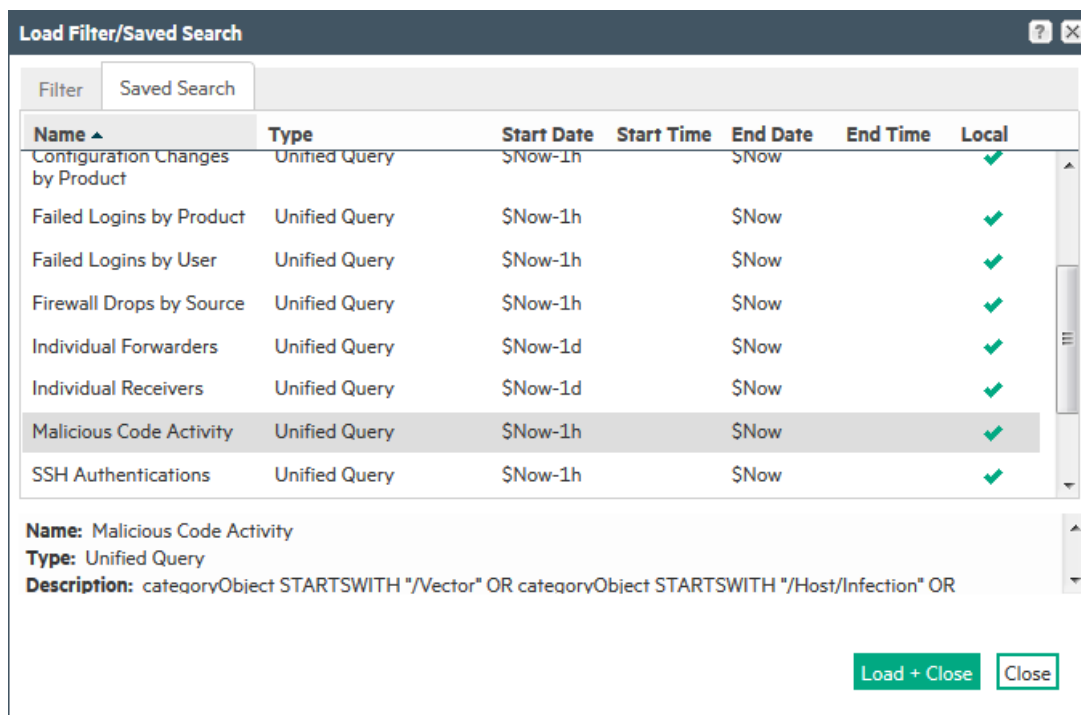 Load Filter/Saved Search
Filter Saved Search
Name Type Start Date Start Time End Date End Time Local
Configuration Changes Unified Query $Now-1h $Now
by Product
Failed Logins by Product Unified Query $Now-1h $Now
Failed Logins by User Unified Query $Now-1h $Now
Firewall Drops by Source Unified Query $Now-1h $Now
Individual Forwarders Unified Query $Now-1d $Now
Individual Receivers Unified Query $Now-1d $Now
Malicious Code Activity Unified Query $Now-1h $Now
SSH Authentications Unified Query $Now-1h $Now
Name: Malicious Code Activity
Type: Unified Query
Description: categoryObject STARTSWITH "/Vector" OR categoryObject STARTSWITH "/Host/Infection" OR
Load + Close Close